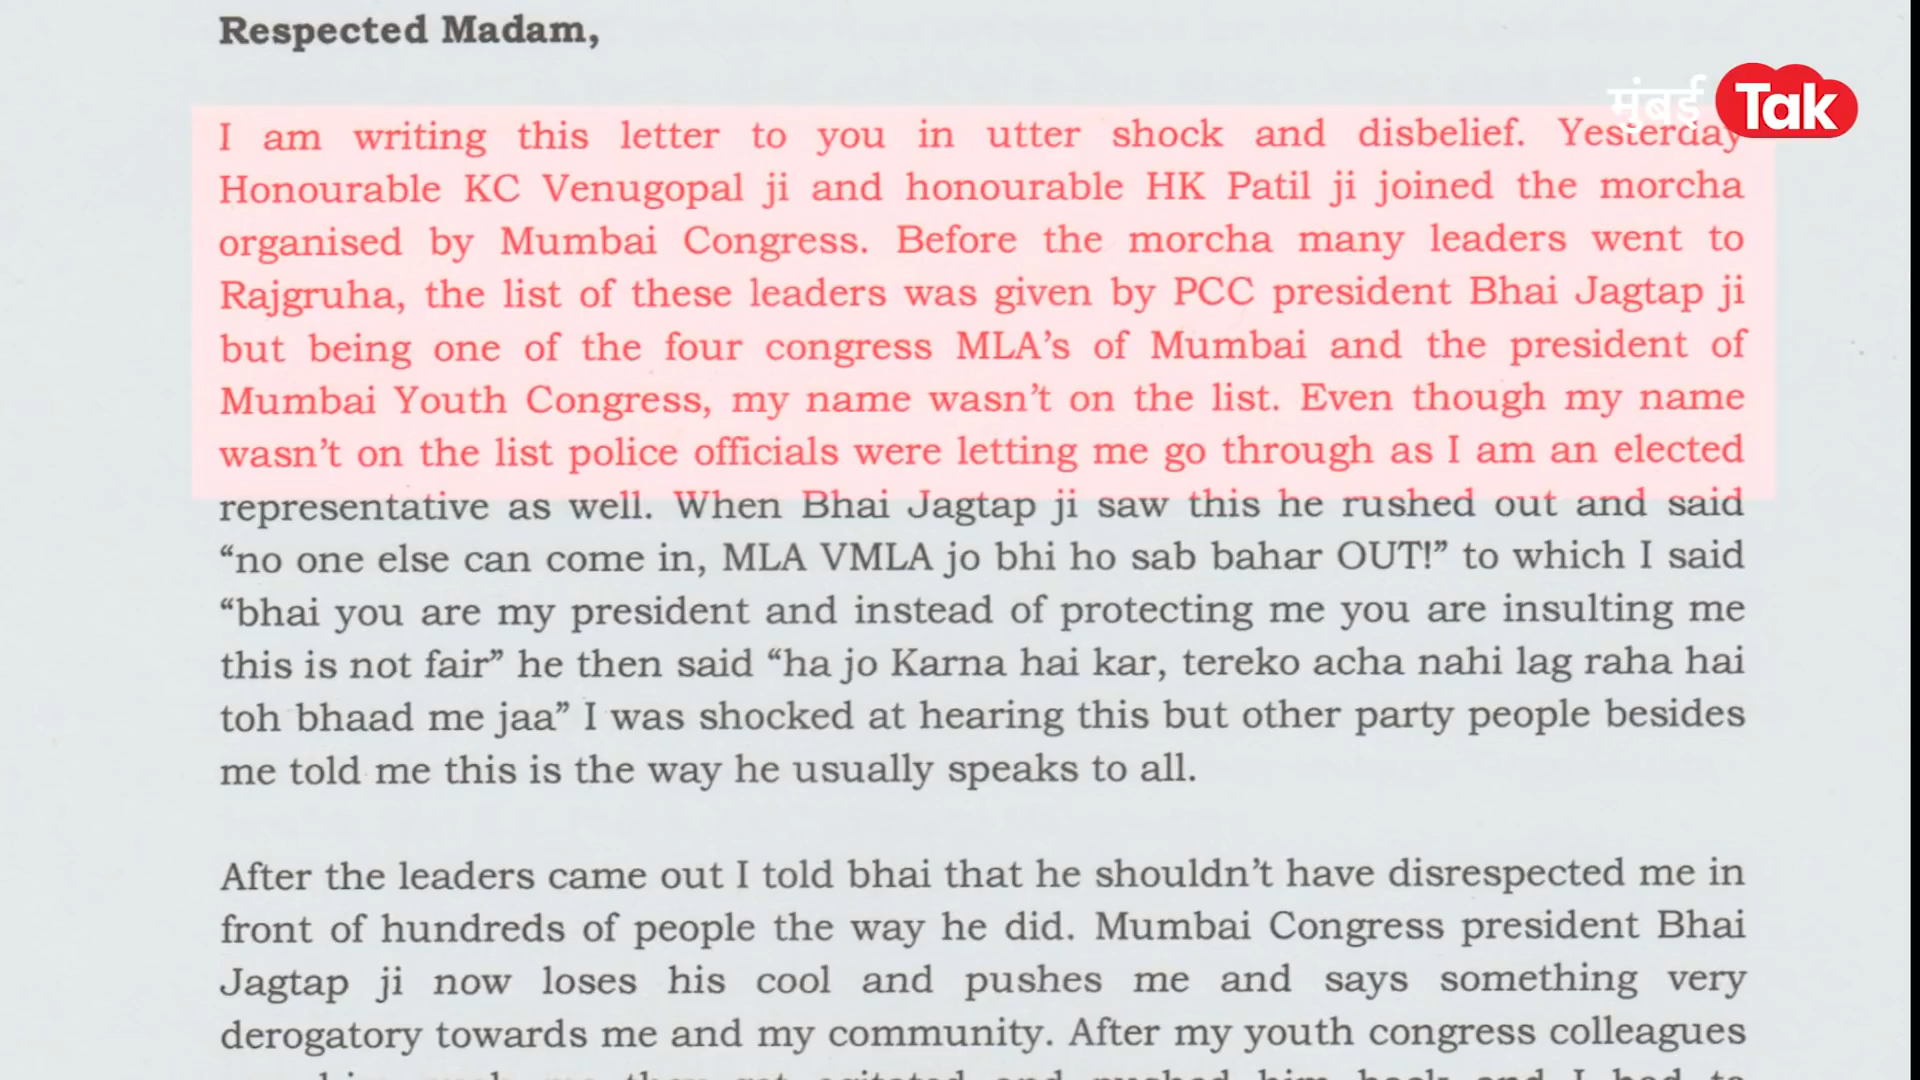 Respected Madam,
मुंबई Tak
I am writing this letter to you in utter shock and disbelief. Yesterday
Honourable KC Venugopal ji and honourable HK Patil ji joined the morcha
organised by Mumbai Congress. Before the morcha many leaders went to
Rajgruha, the list of these leaders was given by PCC president Bhai Jagtap ji
but being one of the four congress MLA’s of Mumbai and the president of
Mumbai Youth Congress, my name wasn’t on the list. Even though my name
wasn’t on the list police officials were letting me go through as I am an elected
representative as well. When Bhai Jagtap ji saw this he rushed out and said
“no one else can come in, MLA VMLA jo bhi ho sab bahar OUT!” to which I said
“bhai you are my president and instead of protecting me you are insulting me
this is not fair” he then said “ha jo Karna hai kar, tereko acha nahi lag raha hai
toh bhaad me jaa” I was shocked at hearing this but other party people besides
me told me this is the way he usually speaks to all.
After the leaders came out I told bhai that he shouldn’t have disrespected me in
front of hundreds of people the way he did. Mumbai Congress president Bhai
Jagtap ji now loses his cool and pushes me and says something very
derogatory towards me and my community. After my youth congress colleagues